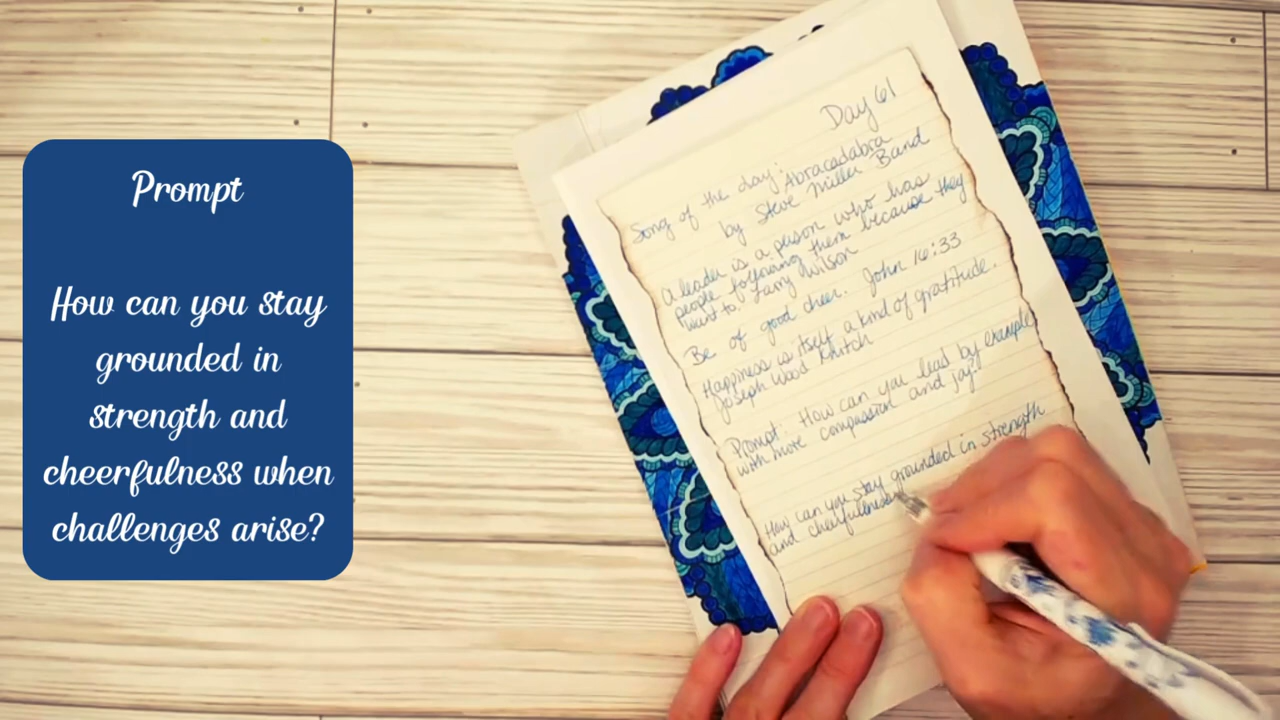 Prompt
How can you stay
grounded in
strength and
cheerfulness when
challenges arise?
Day 61
Song of the day: Abracadabra
by Steve Miller Band
A leader is a person who has
people following them because they
want to. Larry Wilson
Be of good cheer. John 16:33
Happiness is itself a kind of gratitude.
Joseph Wood Krutch
Prompt: How can you lead by example
with more compassion and joy?
How can you stay grounded in strength
and cheerfulness